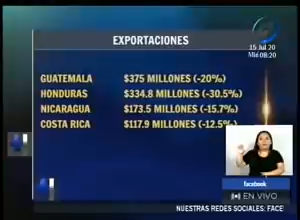 EXPORTACIONES
15 Jul 20
Mié 08:20
GUATEMALA $375 MILLONES (-20%)
HONDURAS $334.8 MILLONES (-30.5%)
NICARAGUA $173.5 MILLONES (-15.7%)
COSTA RICA $117.9 MILLONES (-12.5%)
facebook
EN VIVO
NUESTRAS REDES SOCIALES: FACE